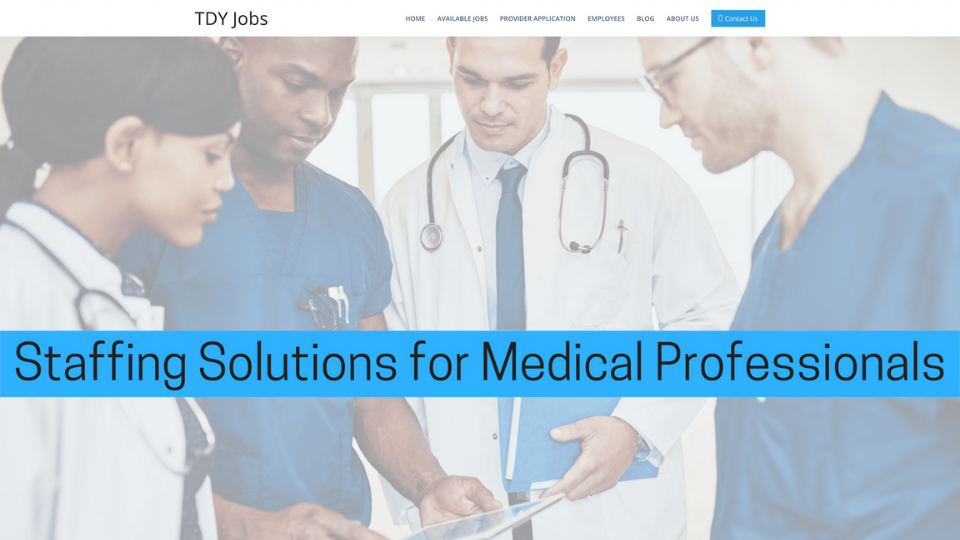 TDY Jobs
HOME AVAILABLE JOBS PROVIDER APPLICATION EMPLOYEES BLOG ABOUT US Contact Us
Staffing Solutions for Medical Professionals